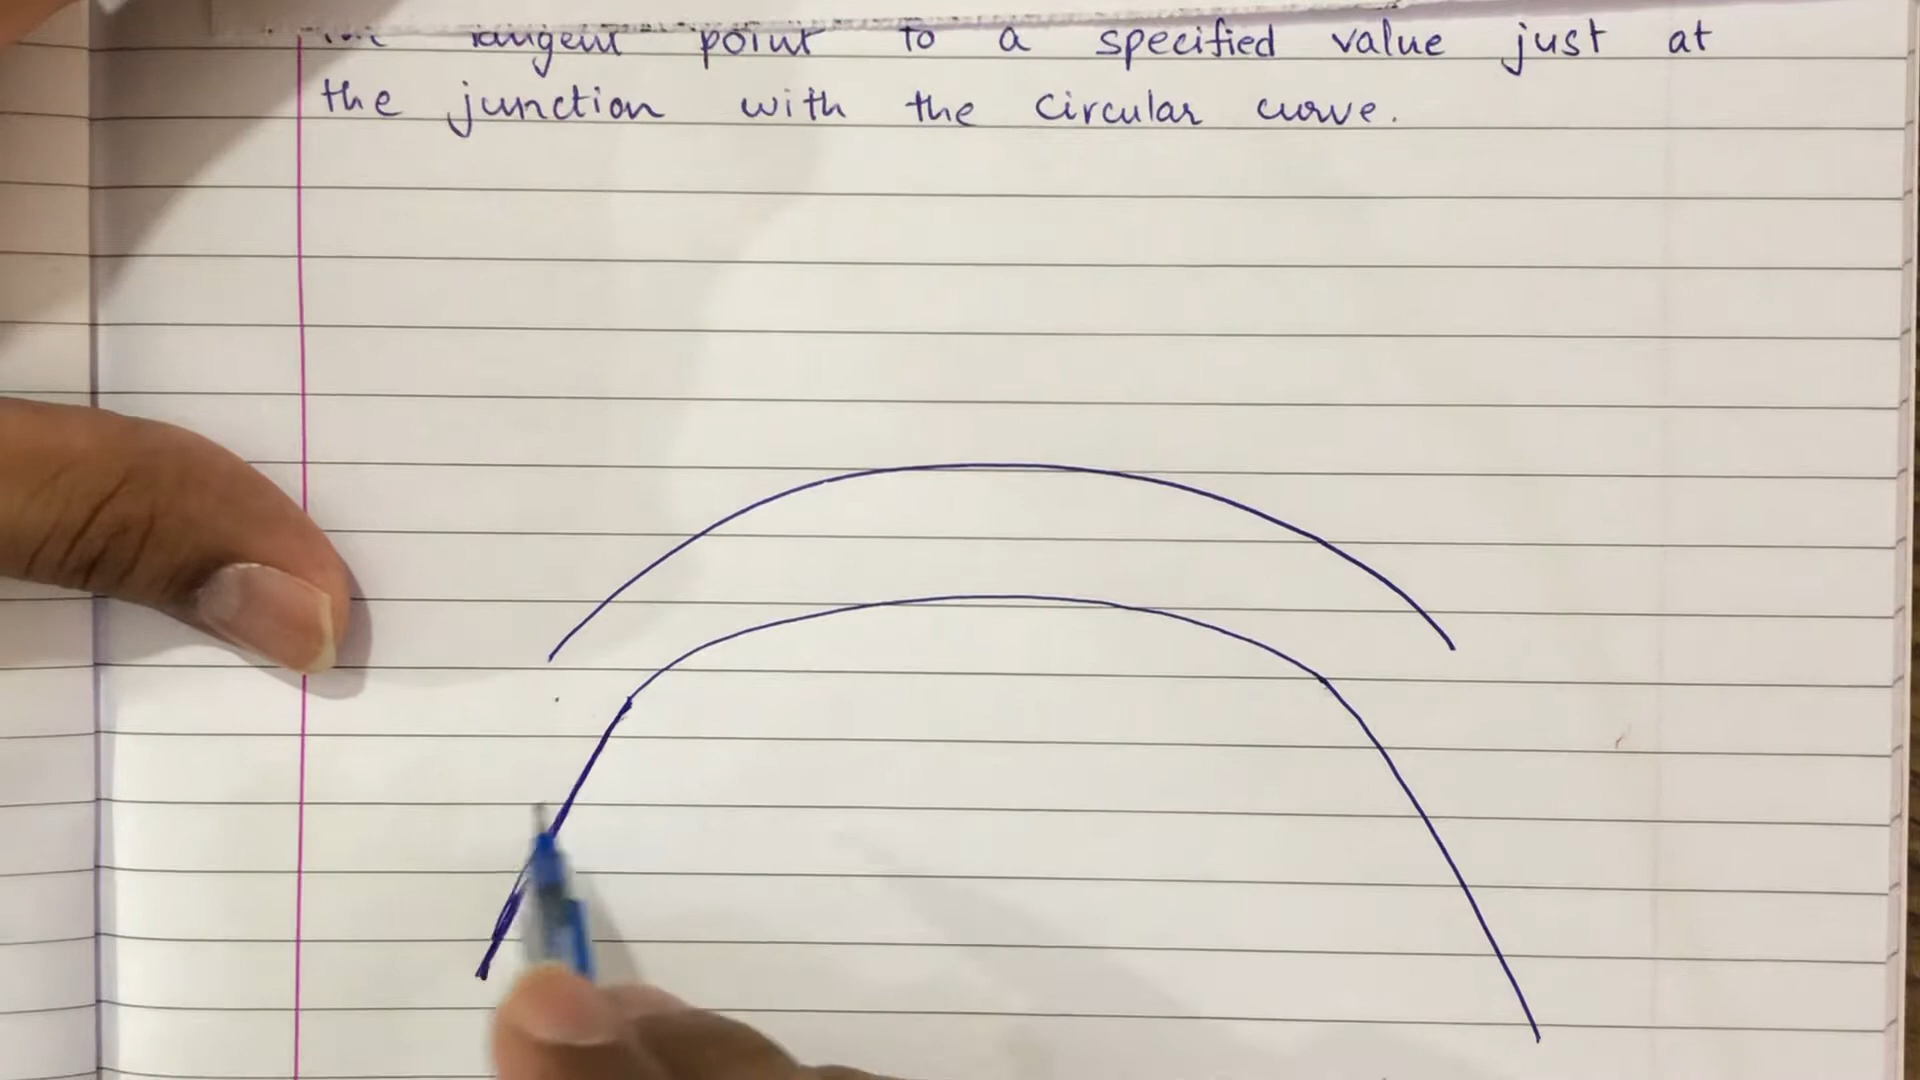 tangent point to a specified value just at
the junction with the circular curve.